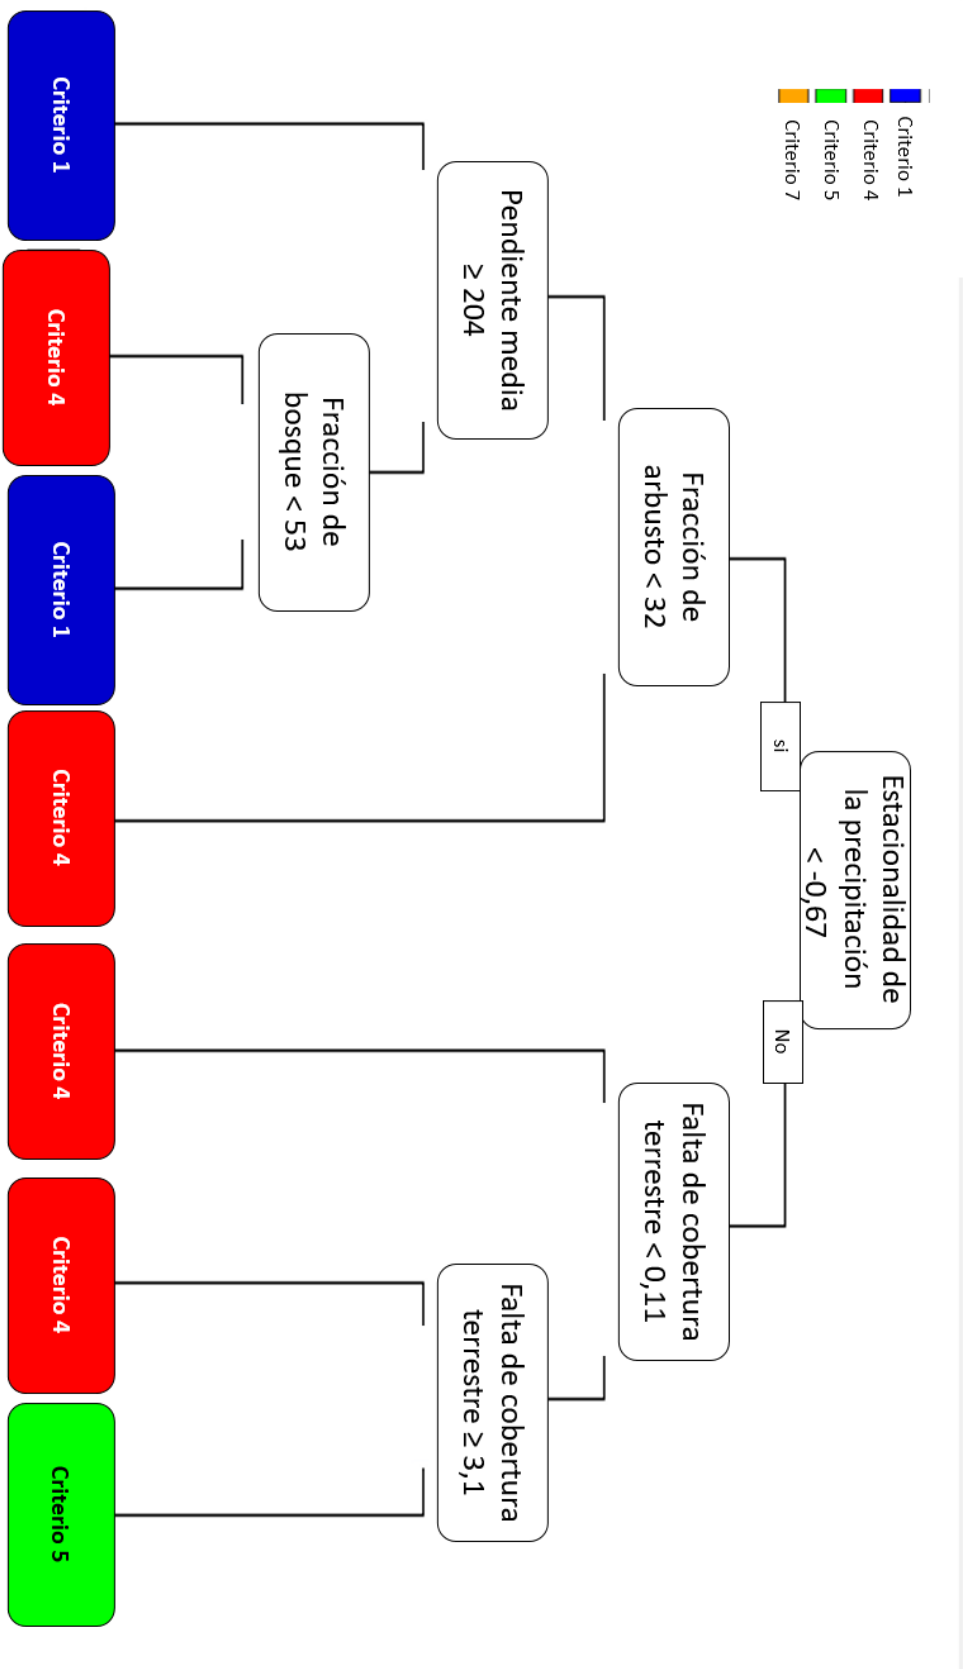 Criterio 1
Criterio 4
Criterio 5
Criterio 7
Estacionalidad de
la precipitación
< -0,67
si
No
Fracción de
arbusto < 32
Falta de cobertura
terrestre < 0,11
Pendiente media
≥ 204
Falta de cobertura
terrestre ≥ 3,1
Fracción de
bosque < 53
Criterio 1
Criterio 4
Criterio 1
Criterio 4
Criterio 4
Criterio 4
Criterio 5